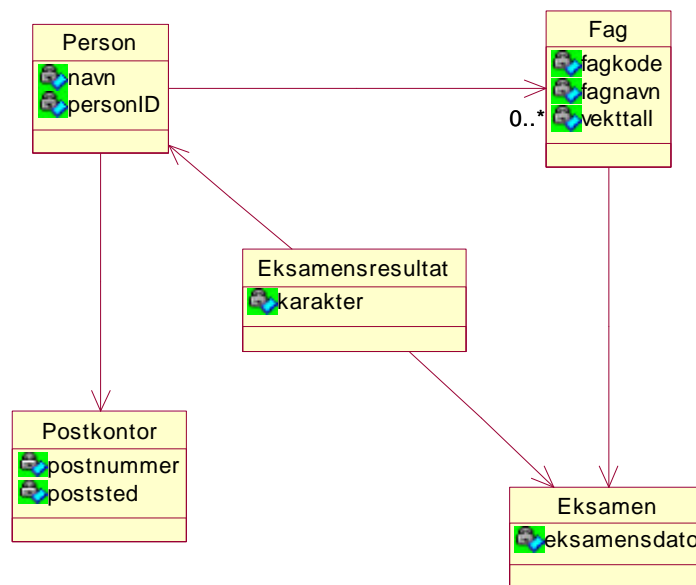 Person
navn
personID
Fag
fagkode
fagnavn
vekttall
0..*
Eksamensresultat
karakter
Postkontor
postnummer
poststed
Eksamen
eksamensdato